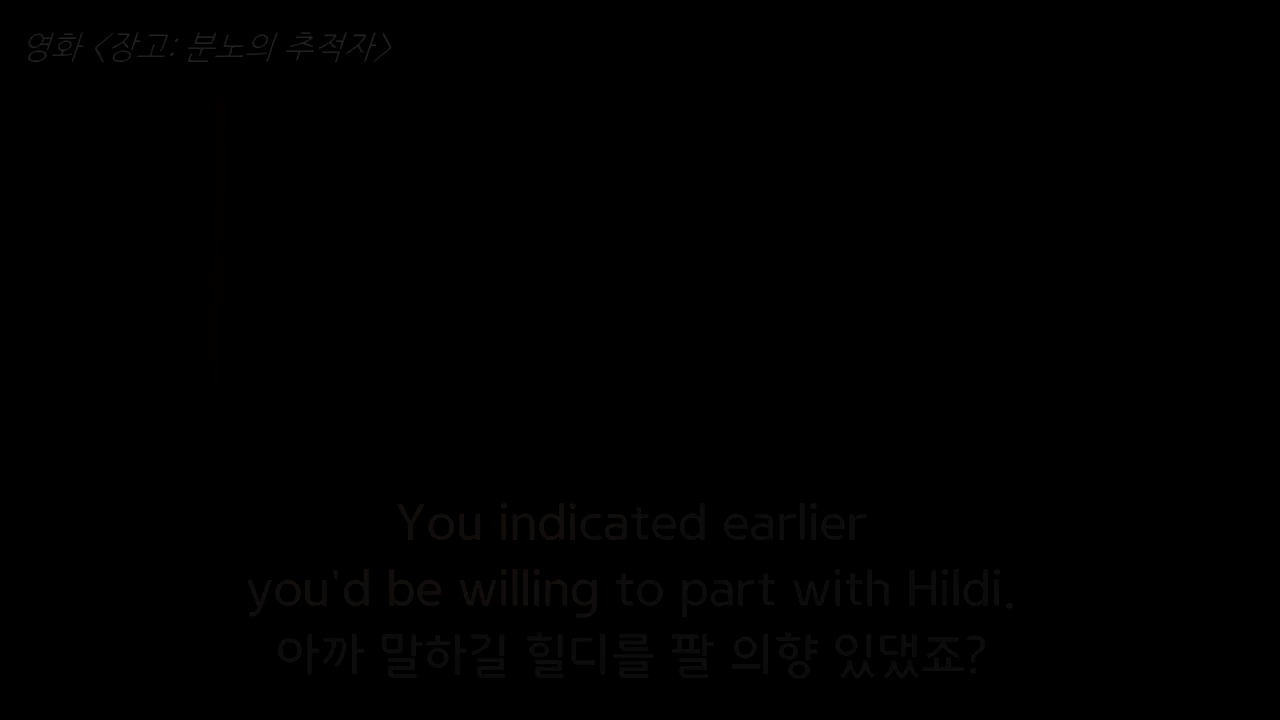 영화 <장고: 분노의 추적자>
You indicated earlier
you'd be willing to part with Hildi.
아까 말하길 힐디를 팔 의향 있댔죠?